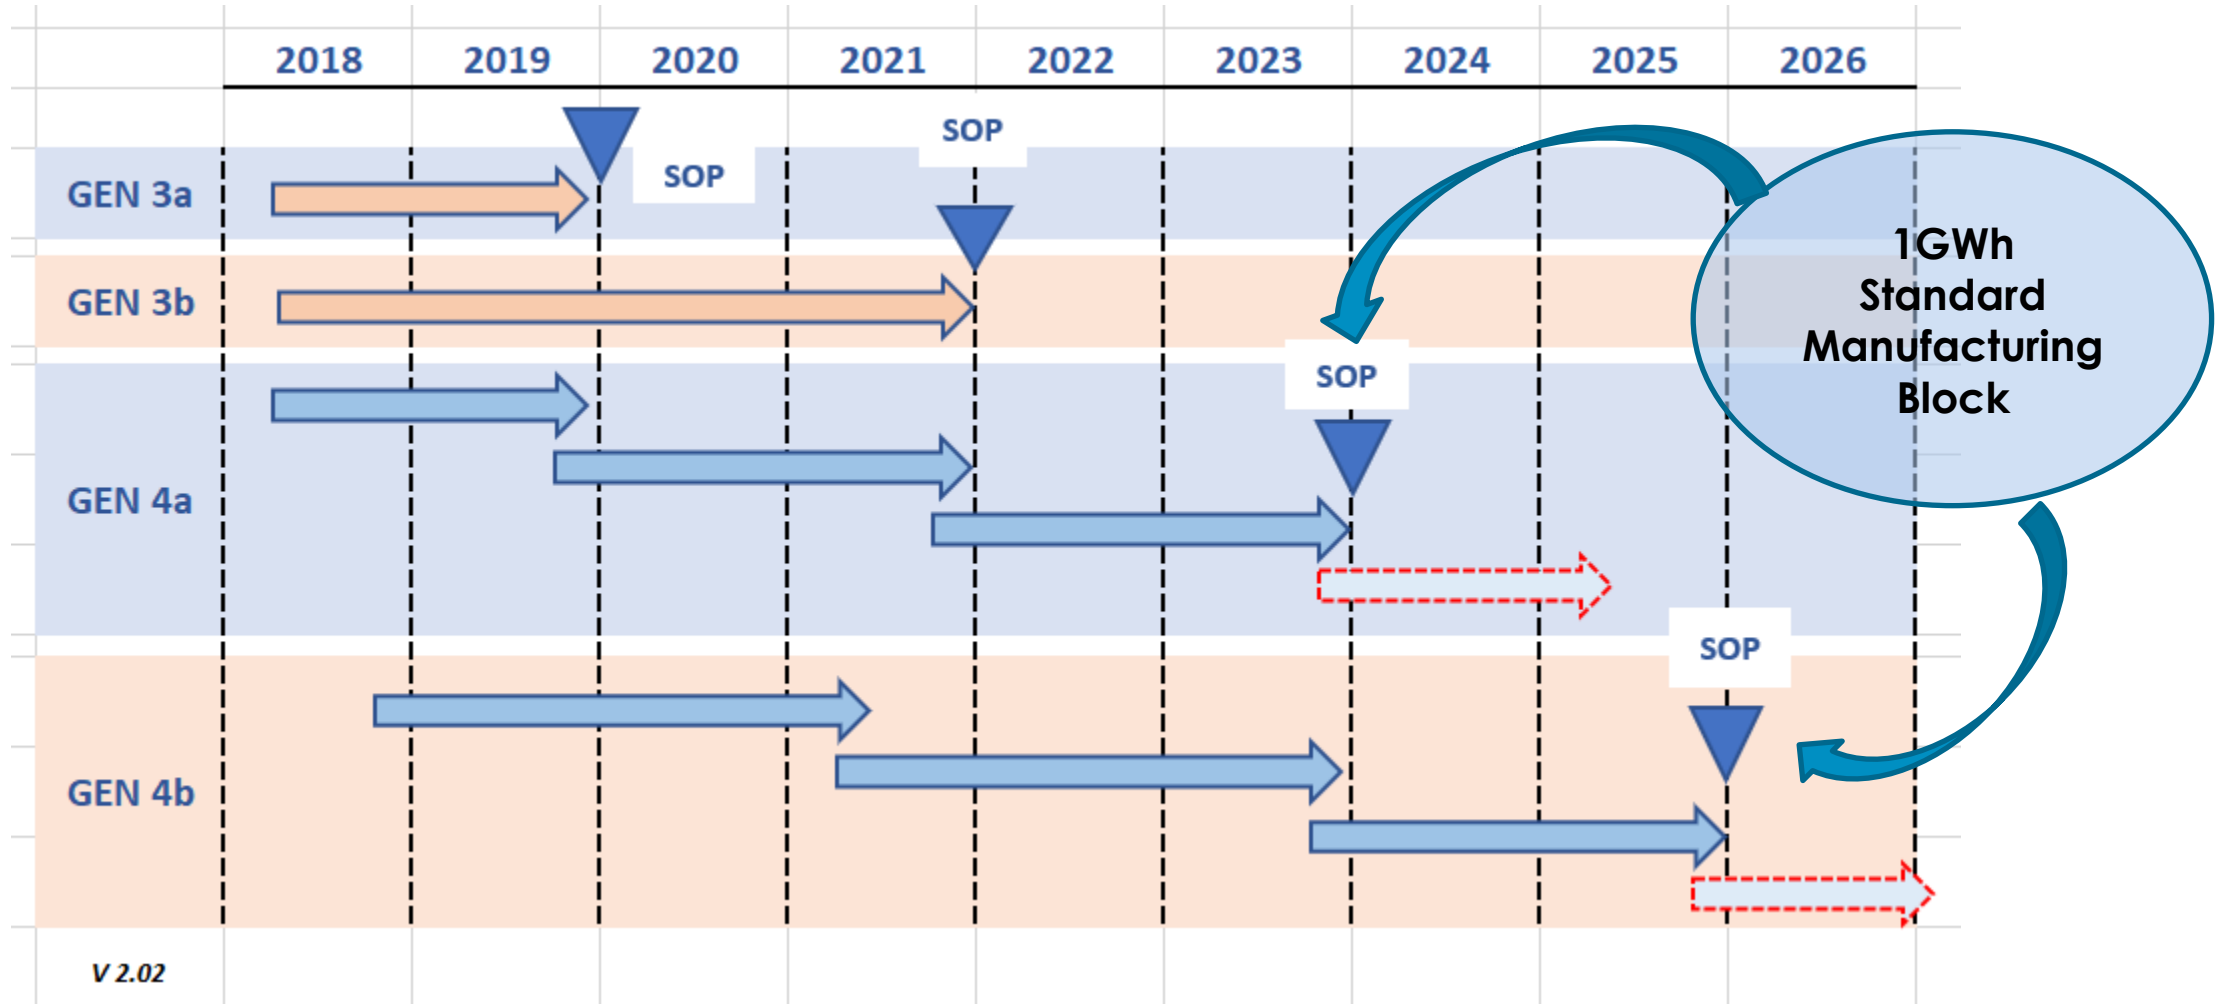 2018 2019 2020 2021 2022 2023 2024 2025 2026
SOP
SOP
GEN 3a
1GWh
Standard
Manufacturing
Block
GEN 3b
SOP
GEN 4a
SOP
GEN 4b
V 2.02